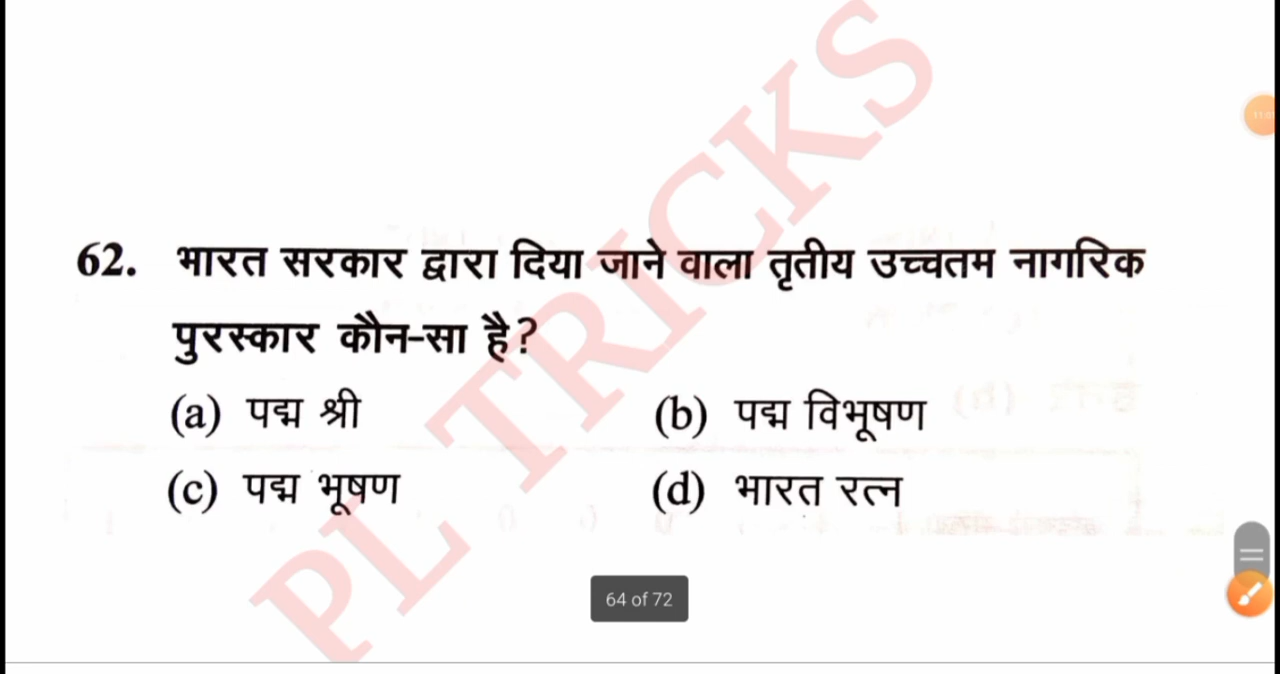 62. भारत सरकार द्वारा दिया जाने वाला तृतीय उच्चतम नागरिक
पुरस्कार कौन-सा है?
(a) पद्म श्री (b) पद्म विभूषण
(c) पद्म भूषण (d) भारत रत्न
PL TRICKS
64 of 72